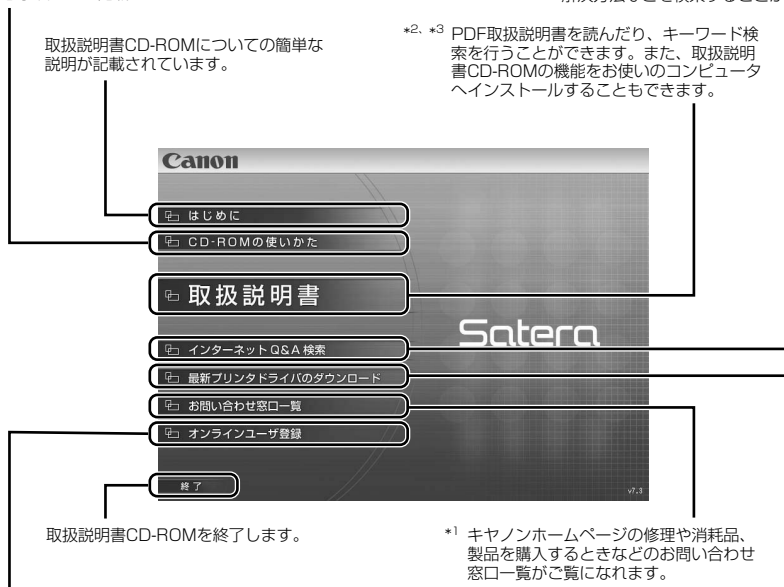 取扱説明書CD-ROMについての簡単な
説明が記載されています。
*2、*3 PDF取扱説明書を読んだり、キーワード検
索を行うことができます。また、取扱説明
書CD-ROMの機能をお使いのコンピュータ
へインストールすることもできます。
Canon
はじめに
CD-ROMの使いかた
取扱説明書
Satera
インターネットQ&A検索
最新プリンタドライバのダウンロード
お問い合わせ窓口一覧
オンラインユーザ登録
終了
v7.3
取扱説明書CD-ROMを終了します。
*1 キヤノンホームページの修理や消耗品、
製品を購入するときなどのお問い合わせ
窓口一覧がご覧になれます。